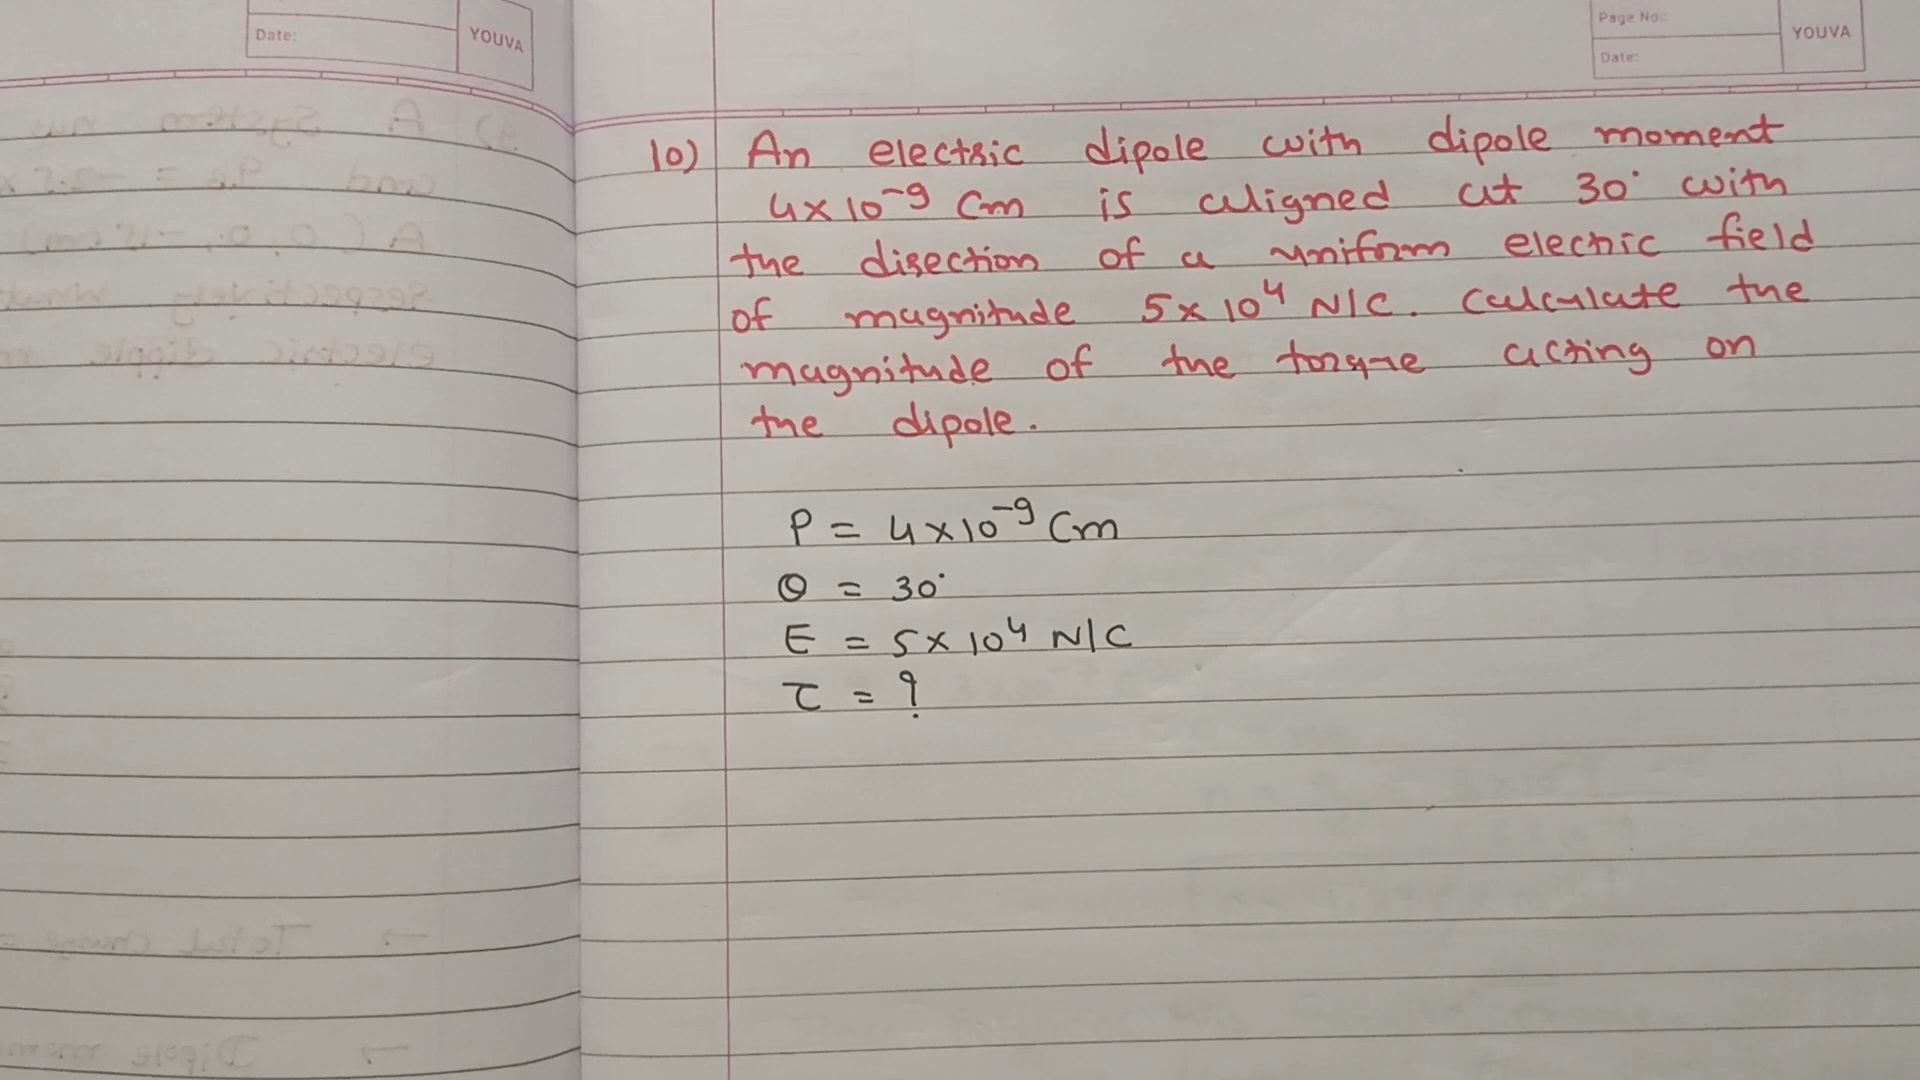 Date:
YOUVA
Page No.:
Date:
YOUVA
10) An electric dipole with dipole moment
4×10⁻⁹ Cm is aligned at 30° with
the direction of a uniform electric field
of magnitude 5×10⁴ N/C. Calculate the
magnitude of the torque acting on
the dipole.
P = 4×10⁻⁹ Cm
θ = 30°
E = 5×10⁴ N/C
τ = ?